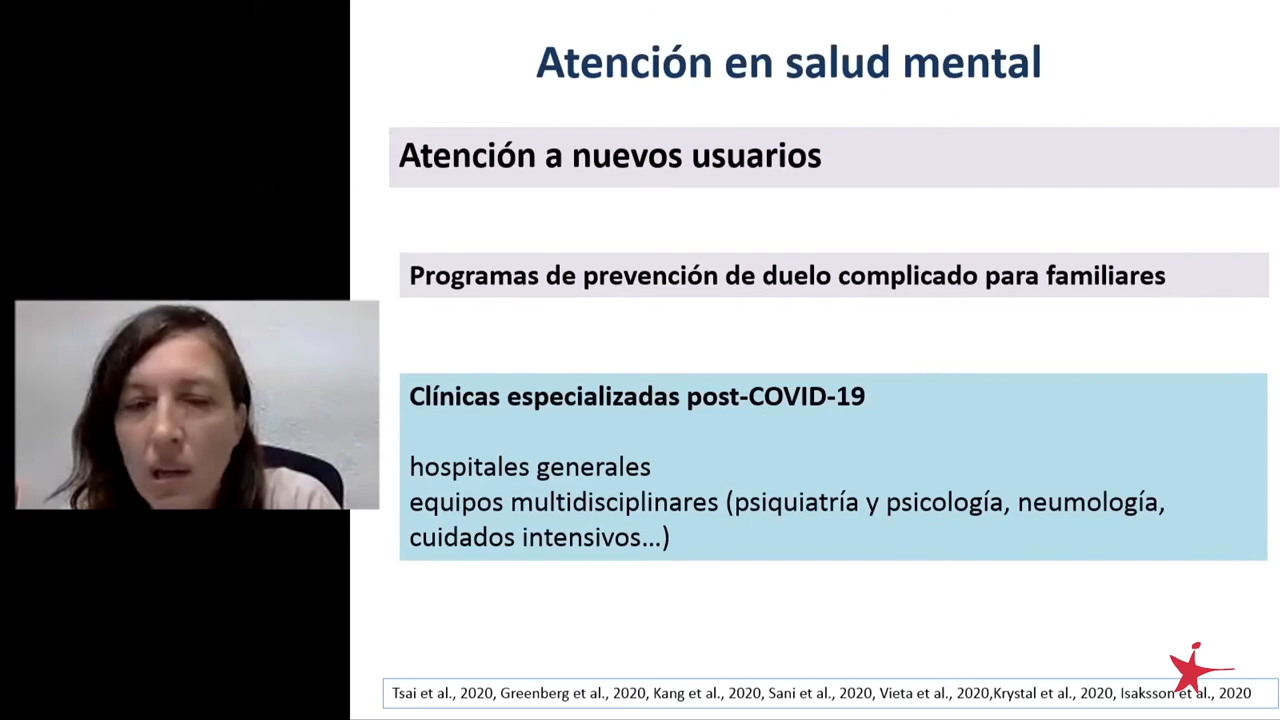 Atención en salud mental
Atención a nuevos usuarios
Programas de prevención de duelo complicado para familiares
Clínicas especializadas post-COVID-19
hospitales generales
equipos multidisciplinares (psiquiatría y psicología, neumología,
cuidados intensivos...)
Tsai et al., 2020, Greenberg et al., 2020, Kang et al., 2020, Sani et al., 2020, Vieta et al., 2020,Krystal et al., 2020, Isaksson et al., 2020